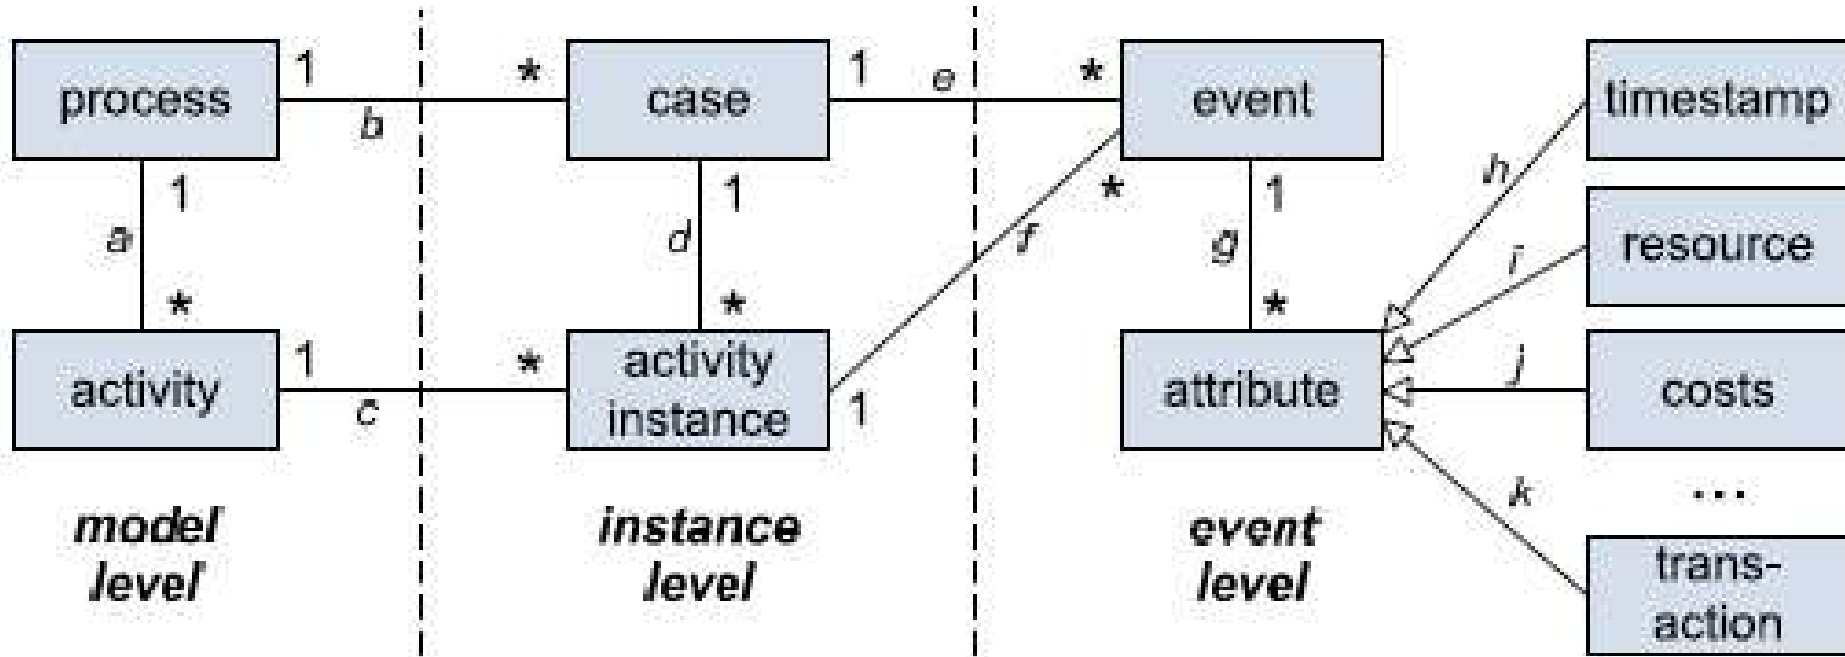 process
1
b
*
case
1
e
*
event
timestamp
1
a
*
1
d
*
*
f
1
g
*
h
resource
i
activity
1
c
*
activity
instance
1
attribute
j
costs
k
...
trans-
action
model
level
instance
level
event
level